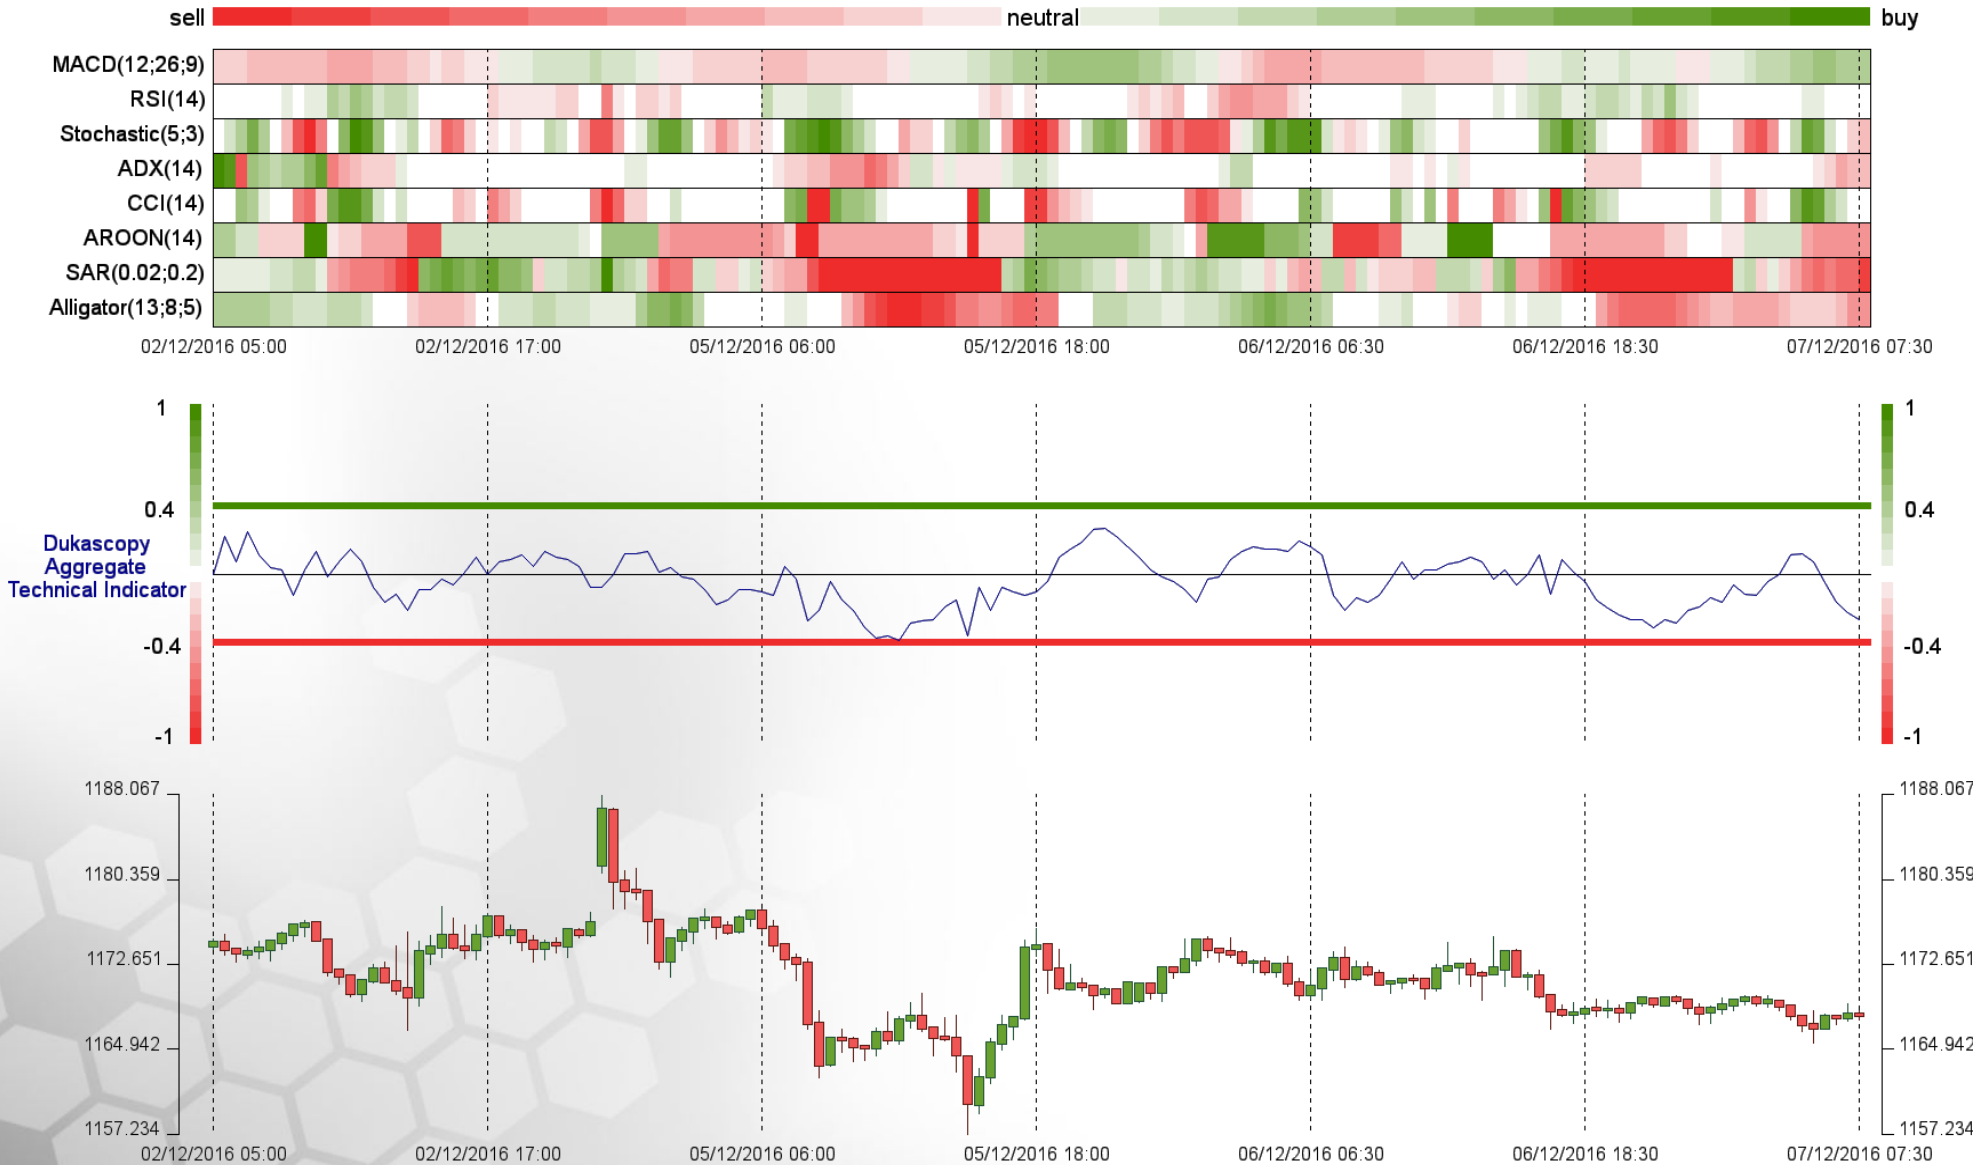 sell neutral buy
MACD(12;26;9)
RSI(14)
Stochastic(5;3)
ADX(14)
CCI(14)
AROON(14)
SAR(0.02;0.2)
Alligator(13;8;5)
02/12/2016 05:00 02/12/2016 17:00 05/12/2016 06:00 05/12/2016 18:00 06/12/2016 06:30 06/12/2016 18:30 07/12/2016 07:30
1 1
0.4 0.4
Dukascopy
Aggregate
Technical Indicator
-0.4 -0.4
-1 -1
1188.067 1188.067
1180.359 1180.359
1172.651 1172.651
1164.942 1164.942
1157.234 1157.234
02/12/2016 05:00 02/12/2016 17:00 05/12/2016 06:00 05/12/2016 18:00 06/12/2016 06:30 06/12/2016 18:30 07/12/2016 07:30